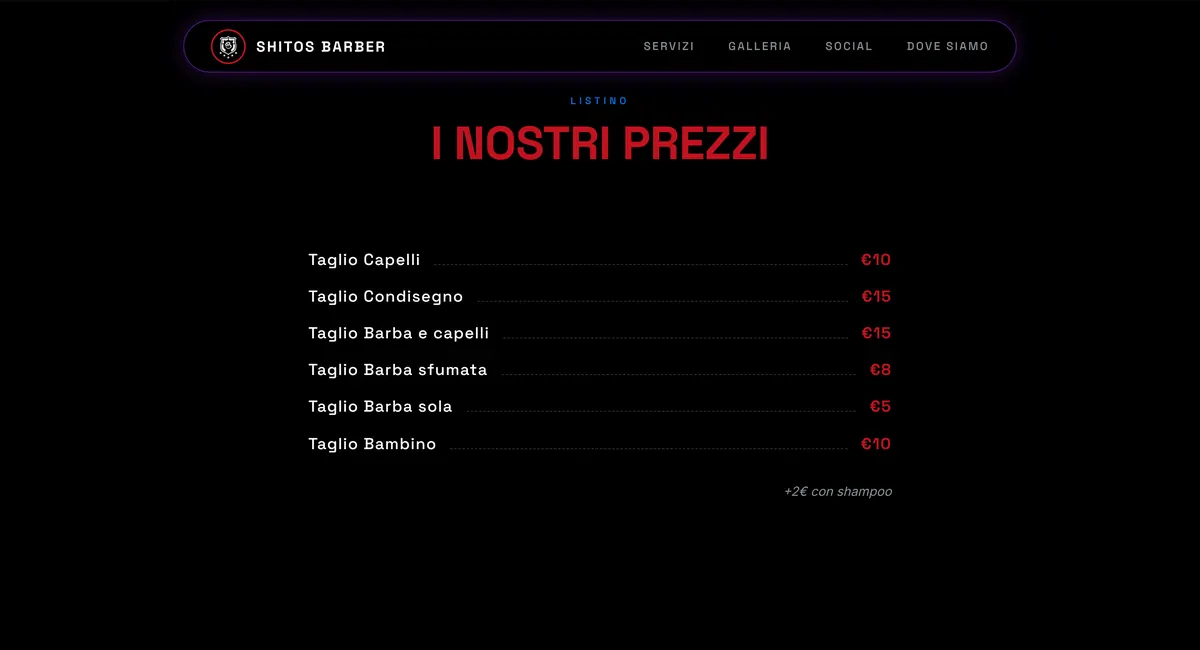 SHITOS BARBER
SERVIZI GALLERIA SOCIAL DOVE SIAMO
LISTINO
I NOSTRI PREZZI
Taglio Capelli €10
Taglio Condisegno €15
Taglio Barba e capelli €15
Taglio Barba sfumata €8
Taglio Barba sola €5
Taglio Bambino €10
+2€ con shampoo